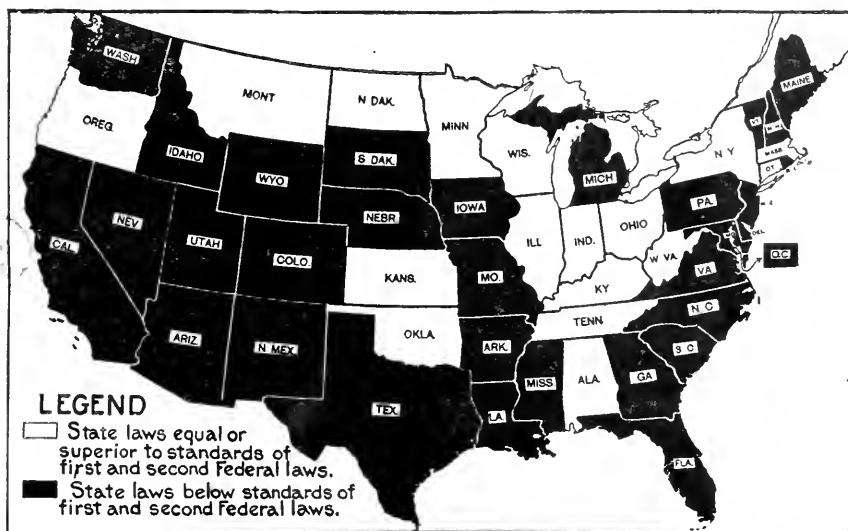 WASH
MONT
N DAK.
MINN
MAINE
OREG.
IDAHO
S DAK.
WIS.
MICH
N Y
VT
N H
MASS
CT.
R I
WYO
NEBR
IOWA
PA.
N J
NEV
UTAH
COLO.
ILL
IND.
OHIO
W VA.
DEL
D.C.
CAL
KANS.
MO.
KY
VA
ARIZ
N MEX.
OKLA.
ARK.
TENN
N C
S C
TEX.
LA.
MISS
ALA.
GA
FLA.
LEGEND
State laws equal or
superior to standards of
first and second Federal laws.
State laws below standards of
first and second Federal laws.